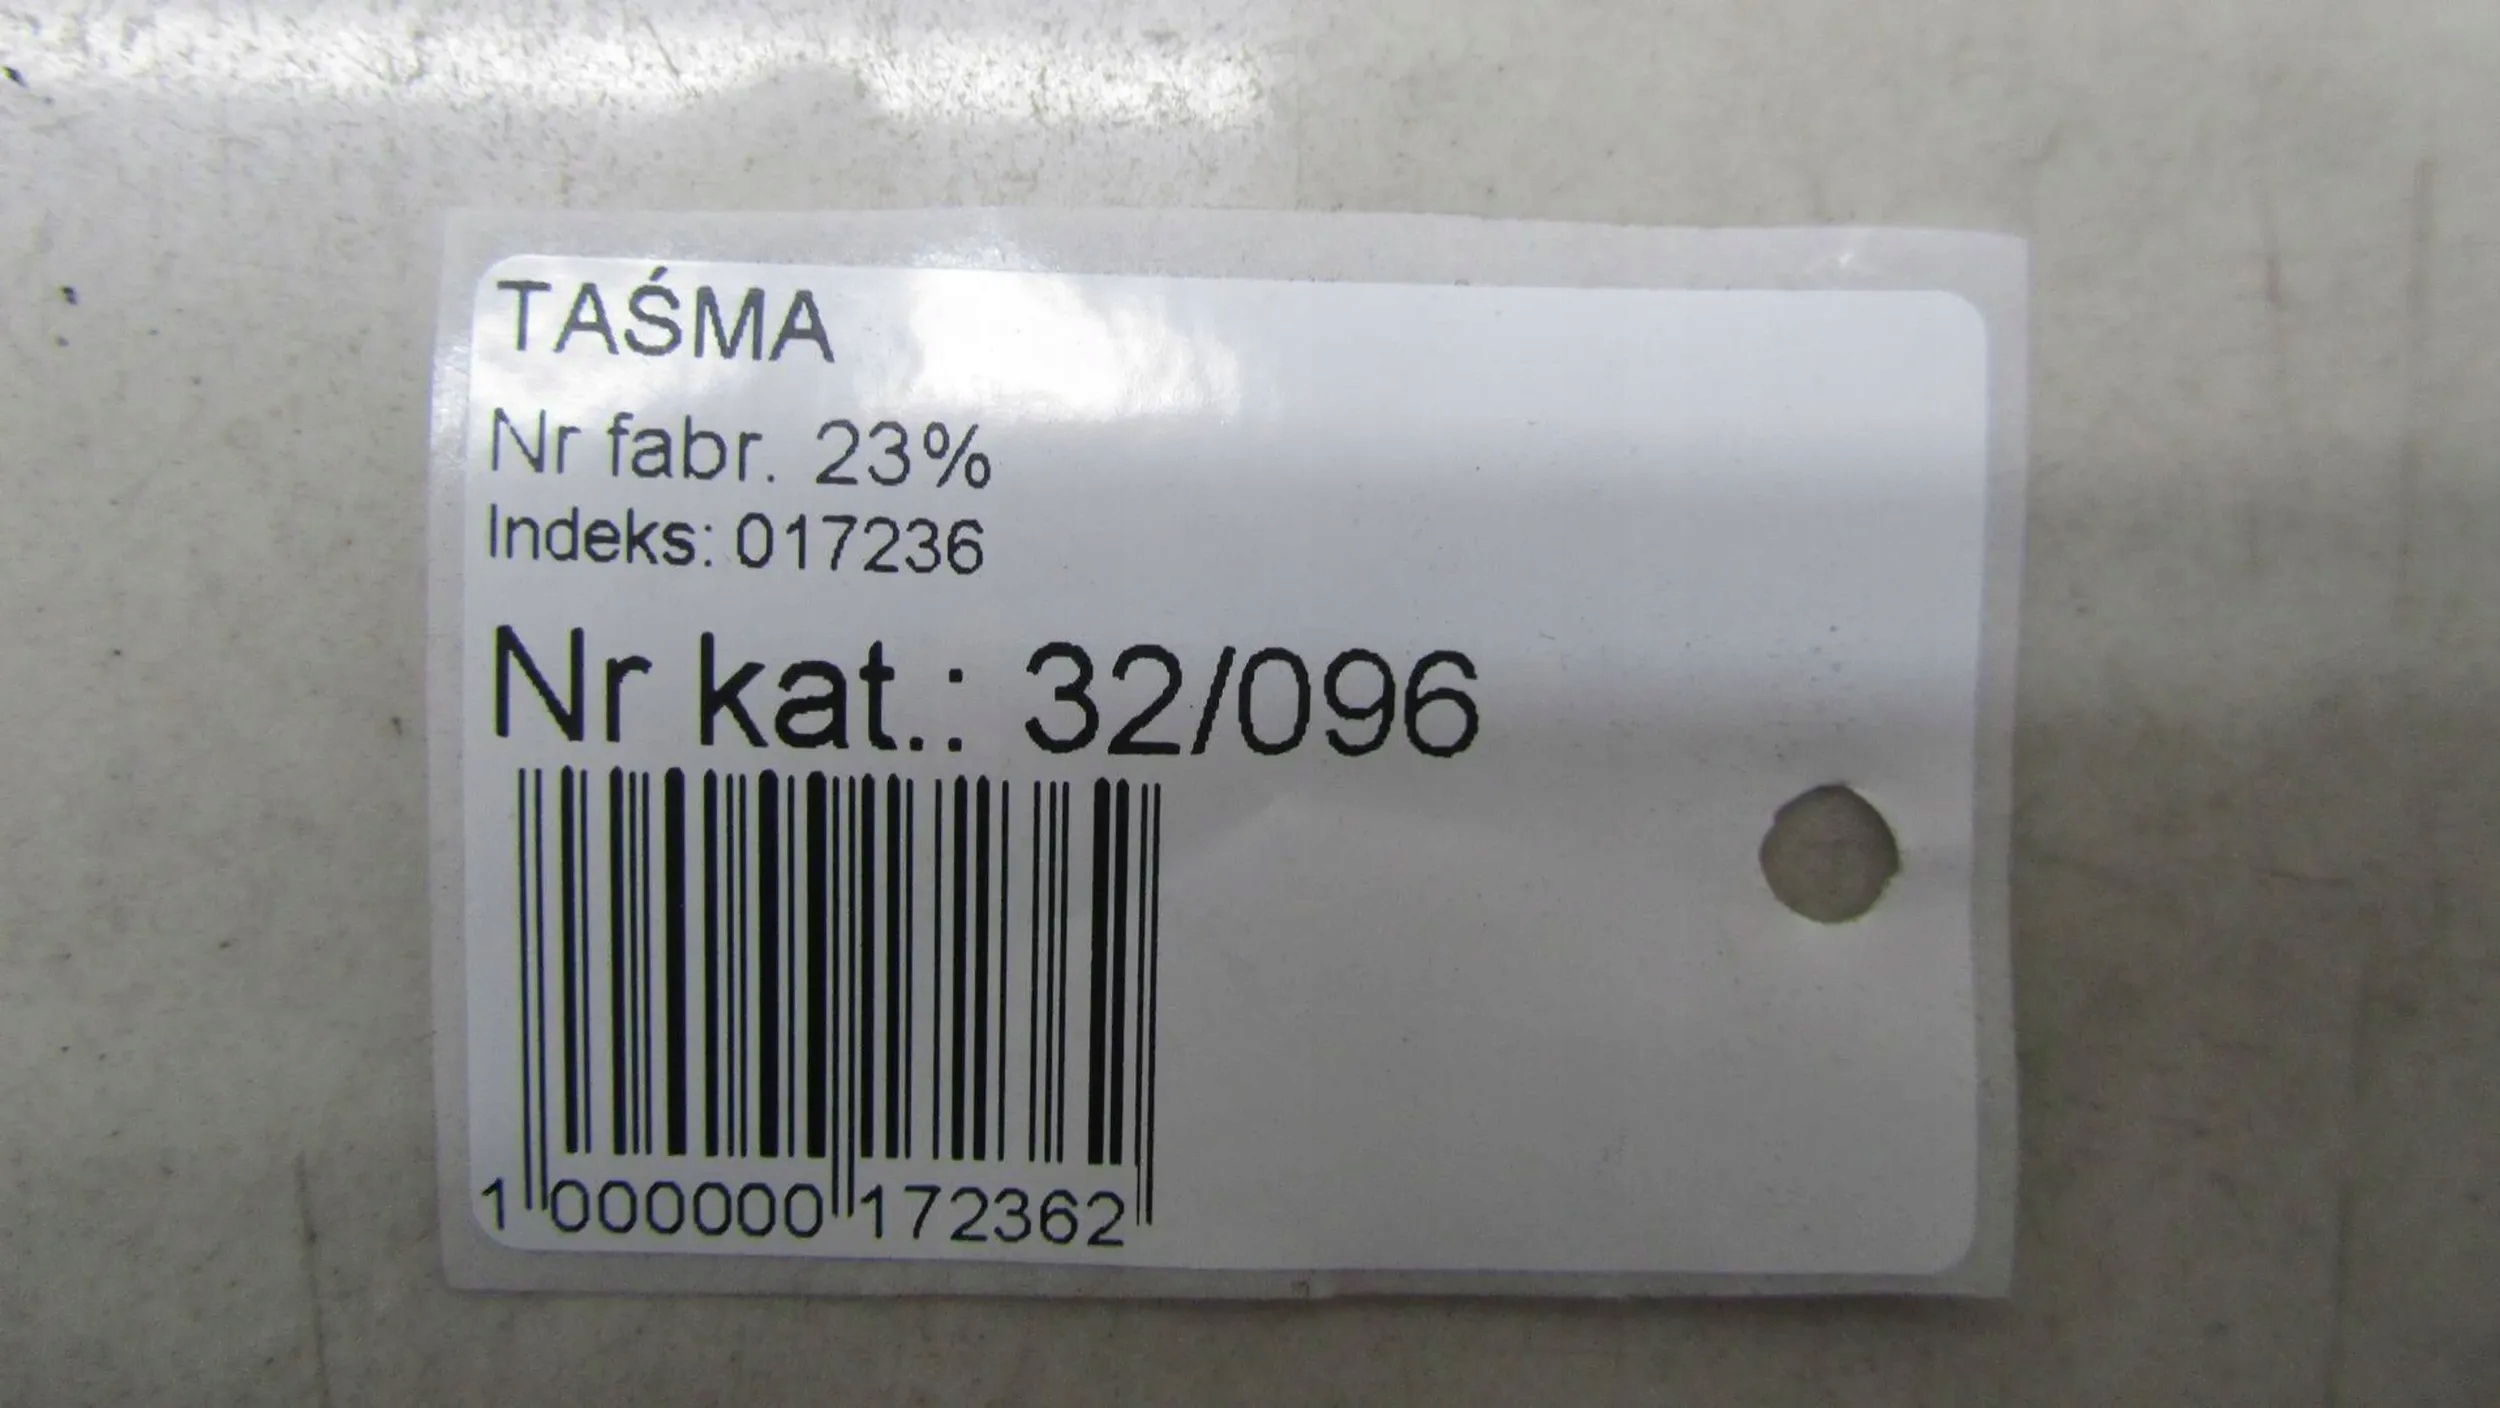 TAŚMA
Nr fabr. 23%
Indeks: 017236
Nr kat.: 32/096
1 000000 172362